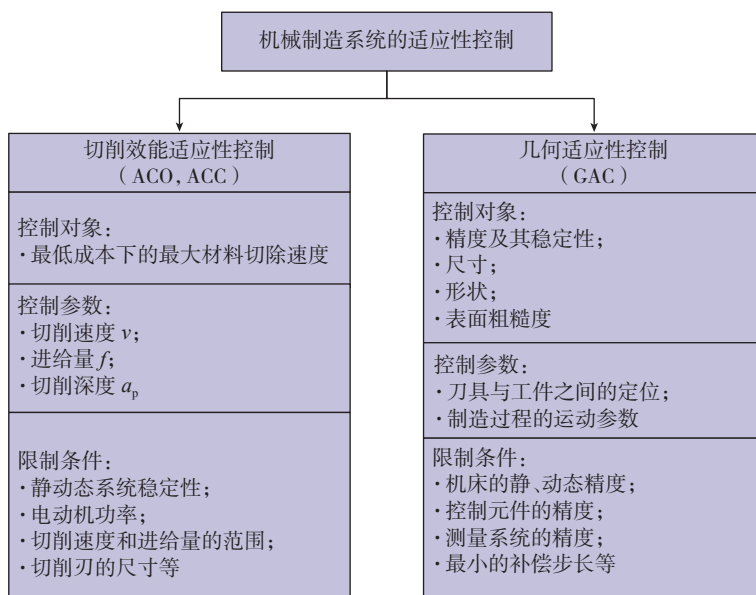 机械制造系统的适应性控制
切削效能适应性控制
（ACO, ACC）
控制对象：
·最低成本下的最大材料切除速度
控制参数：
·切削速度 v；
·进给量 f；
·切削深度 aₚ
限制条件：
·静动态系统稳定性；
·电动机功率；
·切削速度和进给量的范围；
·切削刃的尺寸等
几何适应性控制
（GAC）
控制对象：
·精度及其稳定性；
·尺寸；
·形状；
·表面粗糙度
控制参数：
·刀具与工件之间的定位；
·制造过程的运动参数
限制条件：
·机床的静、动态精度；
·控制元件的精度；
·测量系统的精度；
·最小的补偿步长等